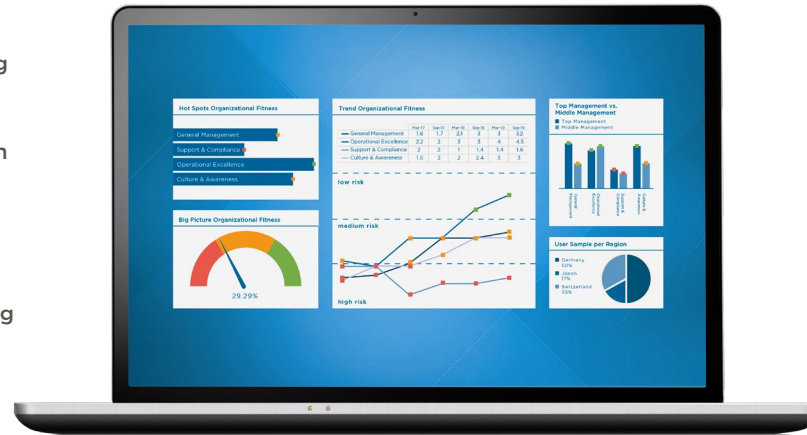 g
n
g
Hot Spots Organizational Fitness
General Management
Support & Compliance
Operational Excellence
Culture & Awareness
Big Picture Organizational Fitness
29.29%
Trend Organizational Fitness
Mar-17 Sep-17 Mar-18 Sep-18 Mar-19 Sep-19
General Management 1.6 1.7 2.1 3 3 3.2
Operational Excellence 2.2 2 3 3 4 4.5
Support & Compliance 2 2 1 1.4 1.4 1.6
Culture & Awareness 1.5 2 2 2.4 3 3
low risk
medium risk
high risk
Top Management vs.
Middle Management
Top Management
Middle Management
General
Management
Operational
Excellence
Support &
Compliance
Culture &
Awareness
User Sample per Region
Germany
50%
Japan
17%
Switzerland
33%